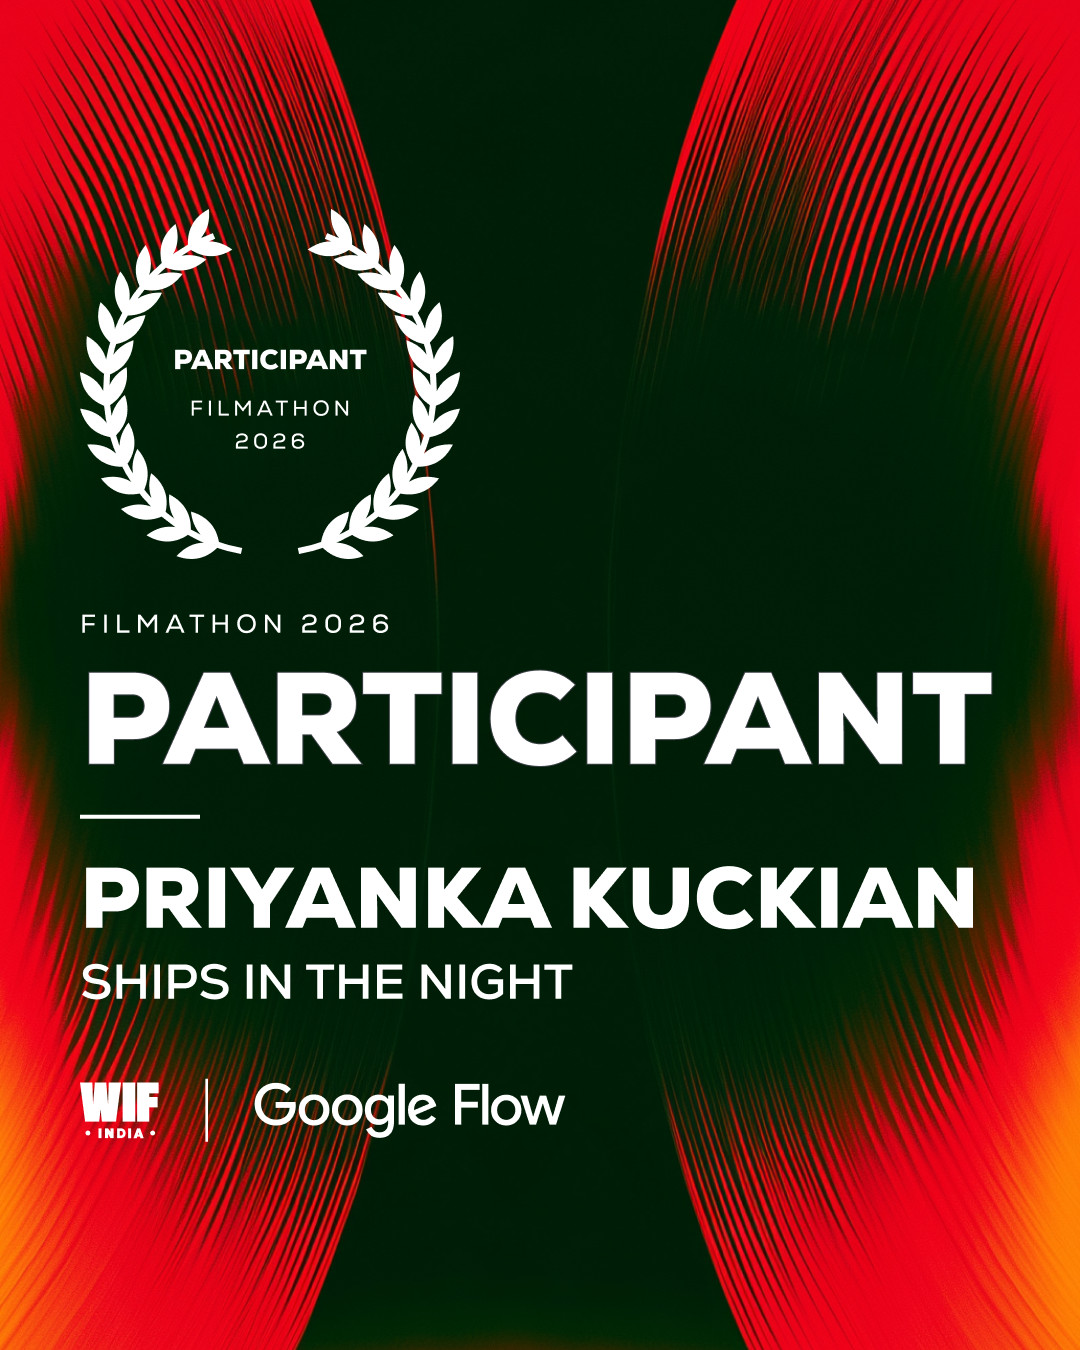 PARTICIPANT
FILMATHON
2026
FILMATHON 2026
PARTICIPANT
PRIYANKA KUCKIAN
SHIPS IN THE NIGHT
WIF
• INDIA •
Google Flow